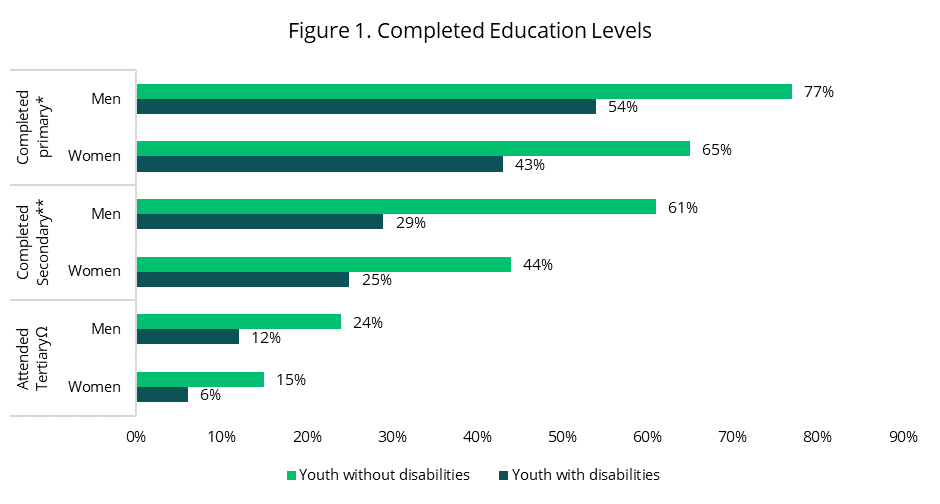 Figure 1. Completed Education Levels
Completed
primary*
Men
77%
54%
Women
65%
43%
Completed
Secondary**
Men
61%
29%
Women
44%
25%
Attended
TertiaryΩ
Men
24%
12%
Women
15%
6%
0% 10% 20% 30% 40% 50% 60% 70% 80% 90%
Youth without disabilities Youth with disabilities